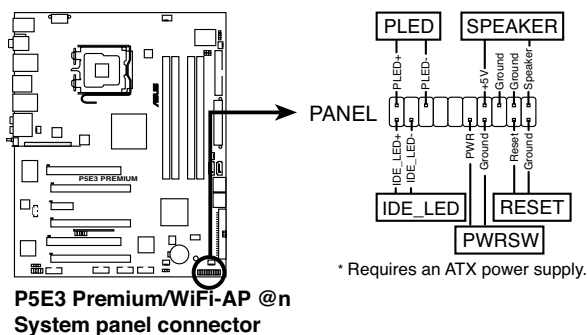 PLED SPEAKER
PLED+
PLED-
+5V
Ground
Ground
Speaker
PANEL
IDE_LED+
IDE_LED-
PWR
Ground
Reset
Ground
IDE_LED
RESET
PWRSW
* Requires an ATX power supply.
ASUS
P5E3 PREMIUM
P5E3 Premium/WiFi-AP @n
System panel connector